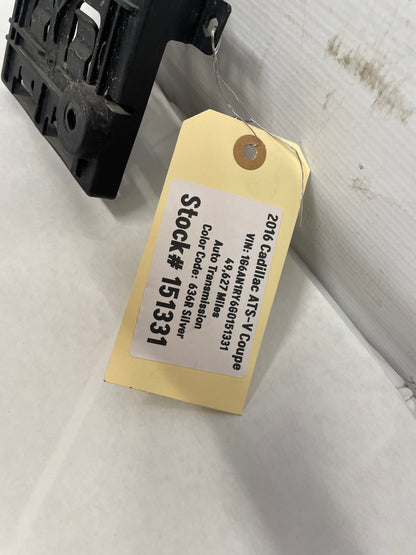 2016 Cadillac ATS-V Coupe
VIN: 1G6AN1RY6G0151331
49,627 Miles
Auto Transmission
Color Code: 636R Silver
Stock# 151331